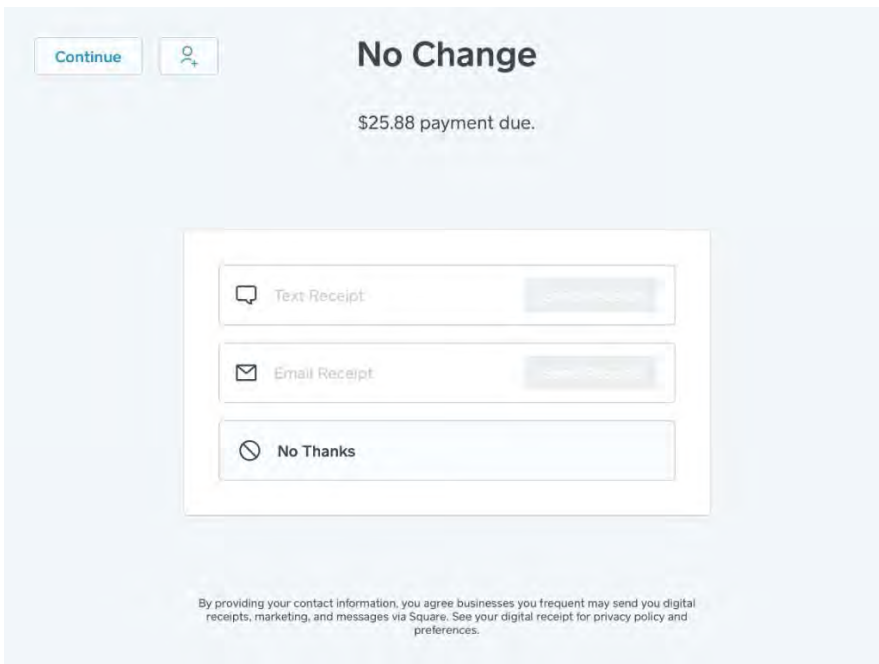 Continue
No Change
$25.88 payment due.
Text Receipt
Email Receipt
No Thanks
By providing your contact information, you agree businesses you frequent may send you digital
receipts, marketing, and messages via Square. See your digital receipt for privacy policy and
preferences.